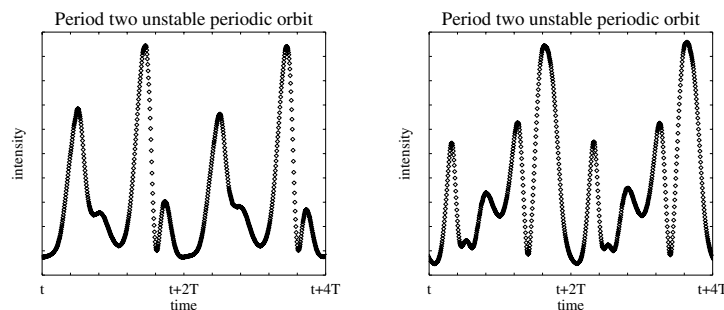 Period two unstable periodic orbit
intensity
t
t+2T
t+4T
time
Period two unstable periodic orbit
intensity
t
t+2T
t+4T
time